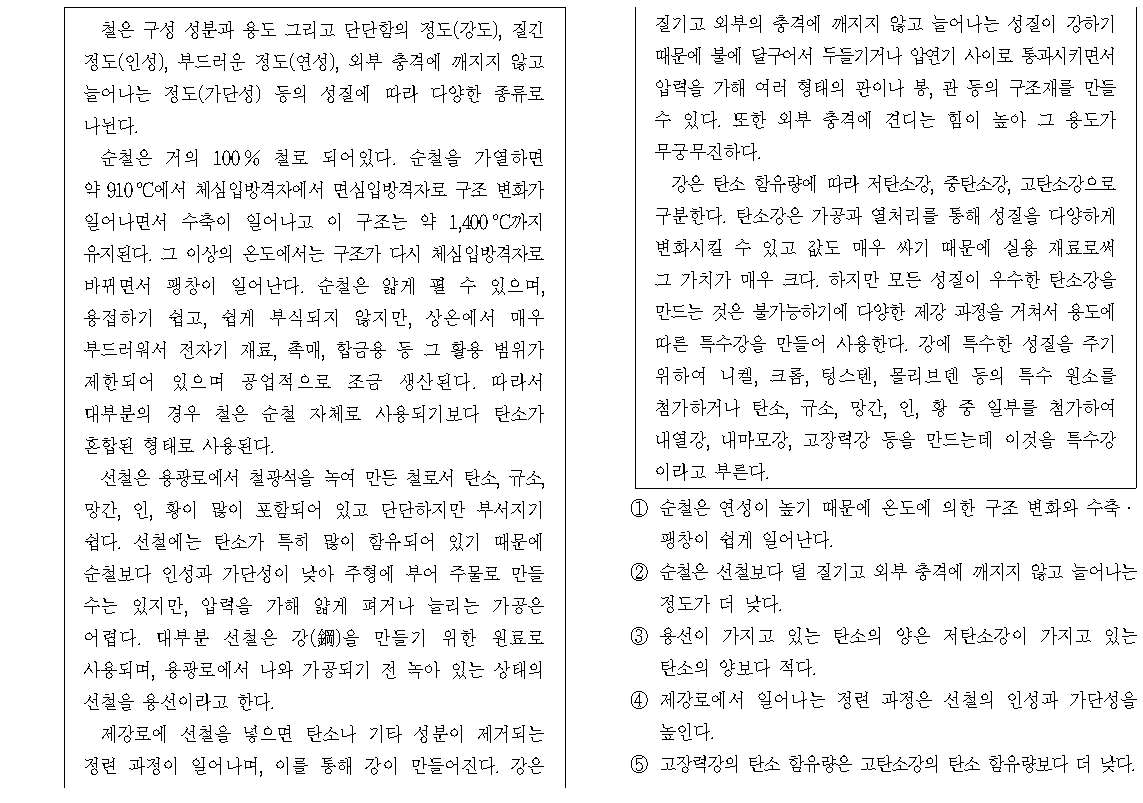 철은 구성 성분과 용도 그리고 단단함의 정도(강도), 질긴
정도(인성), 부드러운 정도(연성), 외부 충격에 깨지지 않고
늘어나는 정도(가단성) 등의 성질에 따라 다양한 종류로
나뉜다.
순철은 거의 100% 철로 되어있다. 순철을 가열하면
약 910℃에서 체심입방격자에서 면심입방격자로 구조 변화가
일어나면서 수축이 일어나고 이 구조는 약 1,400℃까지
유지된다. 그 이상의 온도에서는 구조가 다시 체심입방격자로
바뀌면서 팽창이 일어난다. 순철은 얇게 펼 수 있으며,
용접하기 쉽고, 쉽게 부식되지 않지만, 상온에서 매우
부드러워서 전자기 재료, 촉매, 합금용 등 그 활용 범위가
제한되어 있으며 공업적으로 조금 생산된다. 따라서
대부분의 경우 철은 순철 자체로 사용되기보다 탄소가
혼합된 형태로 사용된다.
선철은 용광로에서 철광석을 녹여 만든 철로서 탄소, 규소,
망간, 인, 황이 많이 포함되어 있고 단단하지만 부서지기
쉽다. 선철에는 탄소가 특히 많이 함유되어 있기 때문에
순철보다 인성과 가단성이 낮아 주형에 부어 주물로 만들
수는 있지만, 압력을 가해 얇게 펴거나 늘리는 가공은
어렵다. 대부분 선철은 강(鋼)을 만들기 위한 원료로
사용되며, 용광로에서 나와 가공되기 전 녹아 있는 상태의
선철을 용선이라고 한다.
제강로에 선철을 넣으면 탄소나 기타 성분이 제거되는
정련 과정이 일어나며, 이를 통해 강이 만들어진다. 강은
질기고 외부의 충격에 깨지지 않고 늘어나는 성질이 강하기
때문에 불에 달구어서 두들기거나 압연기 사이로 통과시키면서
압력을 가해 여러 형태의 판이나 봉, 관 등의 구조재를 만들
수 있다. 또한 외부 충격에 견디는 힘이 높아 그 용도가
무궁무진하다.
강은 탄소 함유량에 따라 저탄소강, 중탄소강, 고탄소강으로
구분한다. 탄소강은 가공과 열처리를 통해 성질을 다양하게
변화시킬 수 있고 값도 매우 싸기 때문에 실용 재료로써
그 가치가 매우 크다. 하지만 모든 성질이 우수한 탄소강을
만드는 것은 불가능하기에 다양한 제강 과정을 거쳐서 용도에
따른 특수강을 만들어 사용한다. 강에 특수한 성질을 주기
위하여 니켈, 크롬, 텅스텐, 몰리브덴 등의 특수 원소를
첨가하거나 탄소, 규소, 망간, 인, 황 중 일부를 첨가하여
내열강, 내마모강, 고장력강 등을 만드는데 이것을 특수강
이라고 부른다.
① 순철은 연성이 높기 때문에 온도에 의한 구조 변화와 수축·
팽창이 쉽게 일어난다.
② 순철은 선철보다 덜 질기고 외부 충격에 깨지지 않고 늘어나는
정도가 더 낮다.
③ 용선이 가지고 있는 탄소의 양은 저탄소강이 가지고 있는
탄소의 양보다 적다.
④ 제강로에서 일어나는 정련 과정은 선철의 인성과 가단성을
높인다.
⑤ 고장력강의 탄소 함유량은 고탄소강의 탄소 함유량보다 더 낮다.